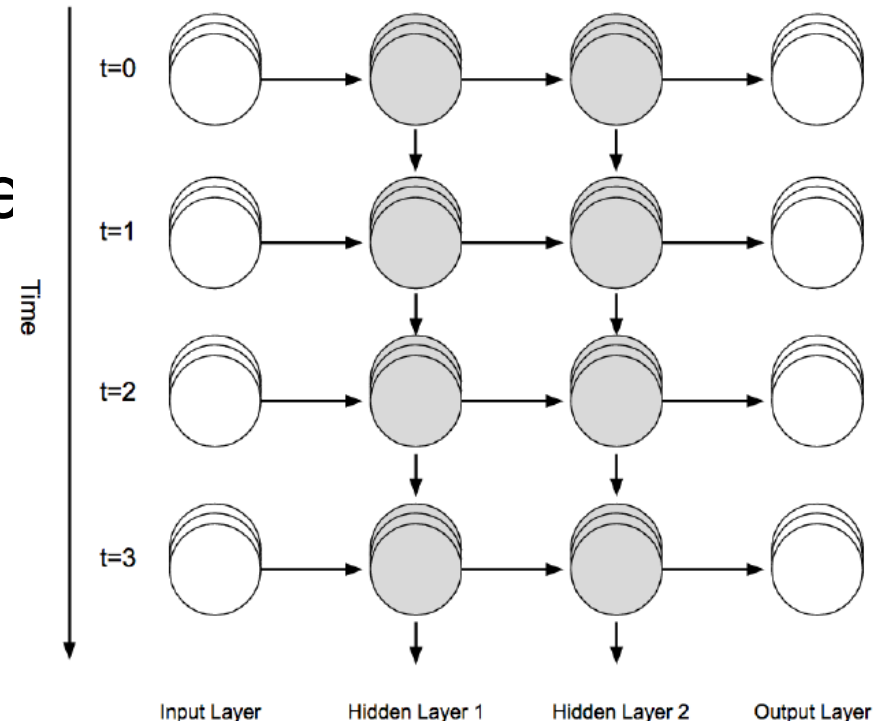 t=0
e
t=1
Time
t=2
t=3
Input Layer
Hidden Layer 1
Hidden Layer 2
Output Layer